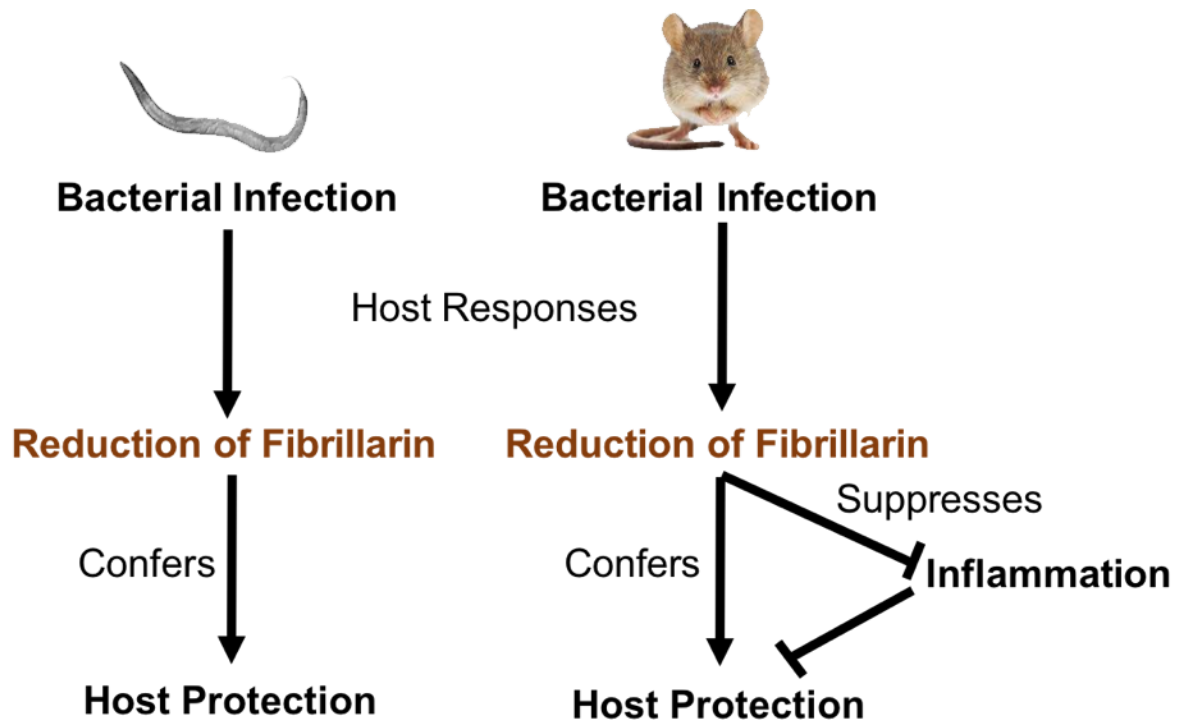 Bacterial Infection
Bacterial Infection
Host Responses
Reduction of Fibrillarin
Reduction of Fibrillarin
Suppresses
Confers
Confers
Inflammation
Host Protection
Host Protection